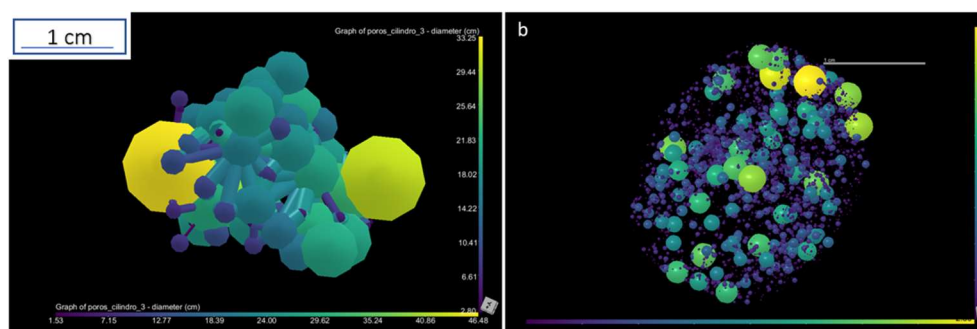 1 cm
Graph of poros_cilindro_3 - diameter (cm)
33.25
29.44
25.64
21.83
18.02
14.22
10.41
6.61
2.80
Graph of poros_cilindro_3 - diameter (cm)
1.53 7.15 12.77 18.39 24.00 29.62 35.24 40.86 46.48
b
1 cm